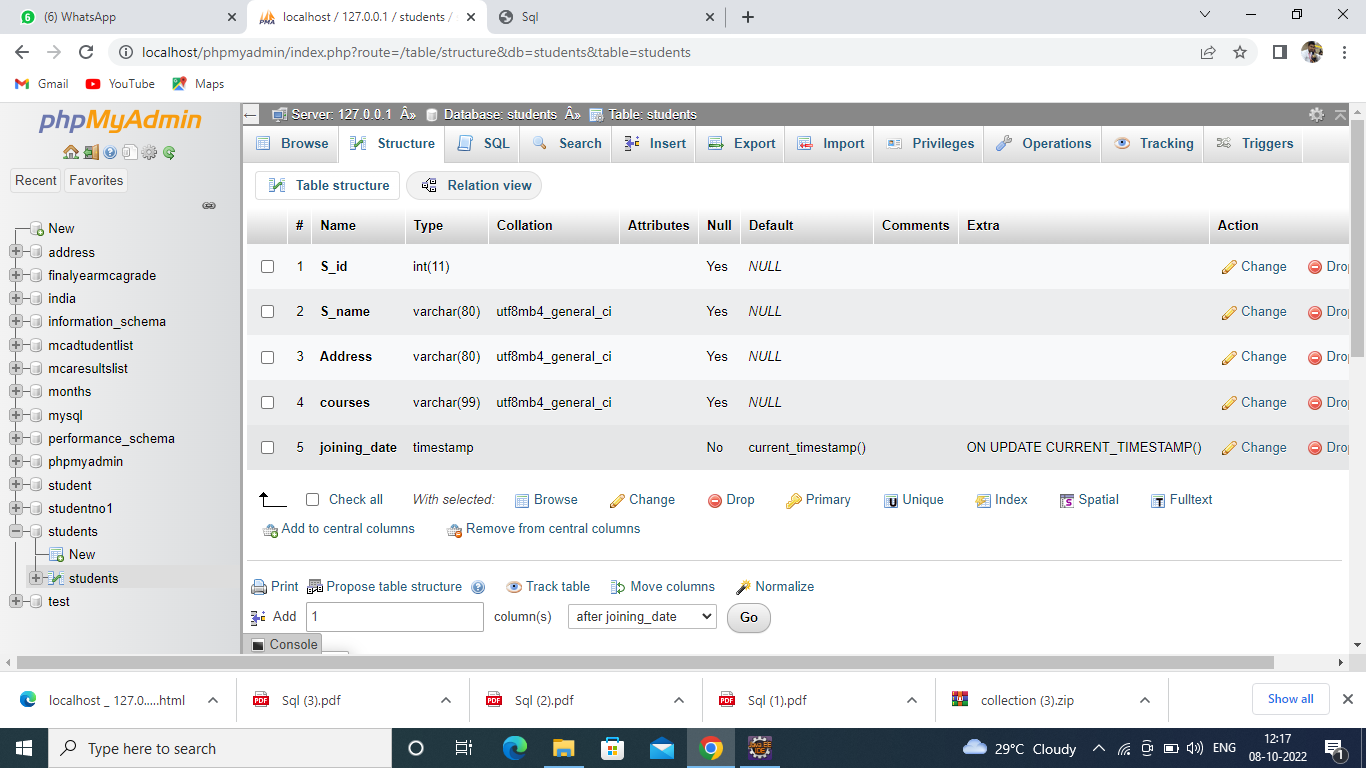 (6) WhatsApp
localhost / 127.0.0.1 / students /
Sql
localhost/phpmyadmin/index.php?route=/table/structure&db=students&table=students
Gmail YouTube Maps
phpMyAdmin
Recent Favorites
New
address
finalyearmcagrade
india
information_schema
mcadtudentlist
mcaresultslist
months
mysql
performance_schema
phpmyadmin
student
studentno1
students
New
students
test
Server: 127.0.0.1 Â» Database: students Â» Table: students
Browse Structure SQL Search Insert Export Import Privileges Operations Tracking Triggers
Table structure Relation view
# Name Type Collation Attributes Null Default Comments Extra Action
1 S_id int(11) Yes NULL Change Drop
2 S_name varchar(80) utf8mb4_general_ci Yes NULL Change Drop
3 Address varchar(80) utf8mb4_general_ci Yes NULL Change Drop
4 courses varchar(99) utf8mb4_general_ci Yes NULL Change Drop
5 joining_date timestamp No current_timestamp() ON UPDATE CURRENT_TIMESTAMP() Change Drop
Check all With selected: Browse Change Drop Primary Unique Index Spatial Fulltext
Add to central columns Remove from central columns
Print Propose table structure Track table Move columns Normalize
Add 1 column(s) after joining_date Go
Console
localhost _ 127.0.....html Sql (3).pdf Sql (2).pdf Sql (1).pdf collection (3).zip Show all
Type here to search
29°C Cloudy ENG 12:17
08-10-2022
1